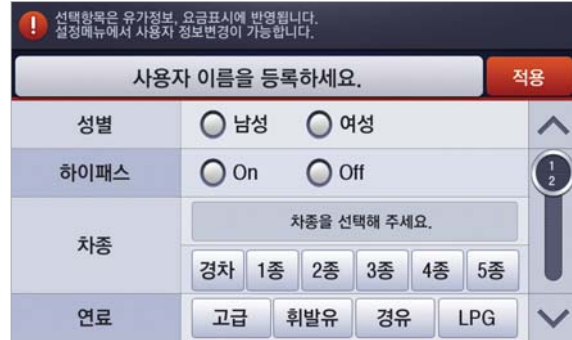 선택항목은 유가정보, 요금표시에 반영됩니다.
설정메뉴에서 사용자 정보변경이 가능합니다.
사용자 이름을 등록하세요.
적용
성별
남성
여성
하이패스
On
Off
1
2
차종
차종을 선택해 주세요.
경차
1종
2종
3종
4종
5종
연료
고급
휘발유
경유
LPG